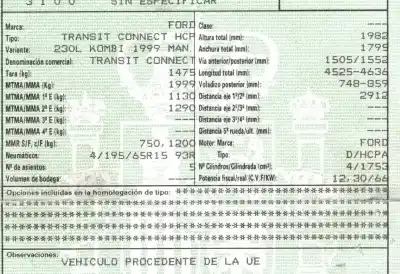 3 1 0 0 SIN ESPECIFICAR
Marca: FORD Clase: ---
Tipo: TRANSIT CONNECT HCP Altura total (mm): 1982
Variante: 230L KOMBI 1999 MAN. Anchura total (mm): 1795
Denominación comercial: TRANSIT CONNECT Vía anterior/posterior (mm): 1505/1552
Tara (kg): 1475 Longitud total (mm): 4525-4636
MTMA/MMA (Kg): 1999 Voladizo posterior (mm): 748-859
MTMA/MMA 1º E (kg): 1130 Distancia eje 1º/2º (mm): 2912
MTMA/MMA 2º E (kg): 1290 Distancia eje 2º/3º (mm): ---
MTMA/MMA 3º E (kg): --- Distancia eje 3º/4º (mm): ---
MTMA/MMA 4º E (kg): --- Distancia 5ª rueda/últ. (mm): ---
MMR S/F, c/F (kg): 750,1200 Motor: Marca: FORD
Neumáticos: 4/195/65R15 93R Tipo: D/HCPA
Nº de asientos: 5 Nº Cilindros/Cilindrada (cm³): 4/1753
Volumen de bodega: --- Potencia fiscal/real (C.V.F/KW): 12,30/66
Opciones incluidas en la homologación de tipo:
Observaciones: VEHICULO PROCEDENTE DE LA UE